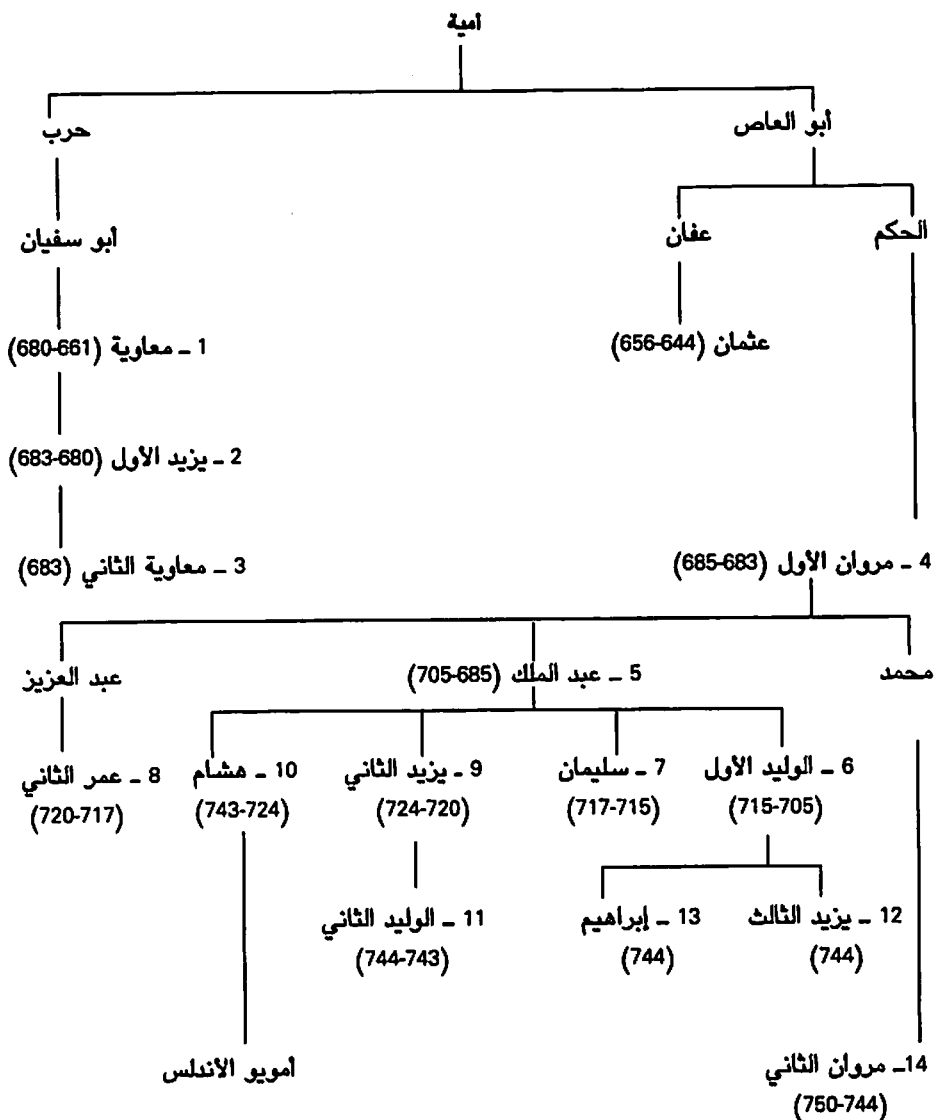 أمية
أبو العاص
حرب
الحكم
عفان
أبو سفيان
عثمان (644-656)
1 ـ معاوية (661-680)
2 ـ يزيد الأول (680-683)
4 ـ مروان الأول (683-685)
3 ـ معاوية الثاني (683)
محمد
5 ـ عبد الملك (685-705)
عبد العزيز
6 ـ الوليد الأول
7 ـ سليمان
9 ـ يزيد الثاني
10 ـ هشام
8 ـ عمر الثاني
(705-715)
(715-717)
(720-724)
(724-743)
(717-720)
12 ـ يزيد الثالث
13 ـ إبراهيم
11 ـ الوليد الثاني
(744)
(744)
(743-744)
14ـ مروان الثاني
أمويو الأندلس
(744-750)